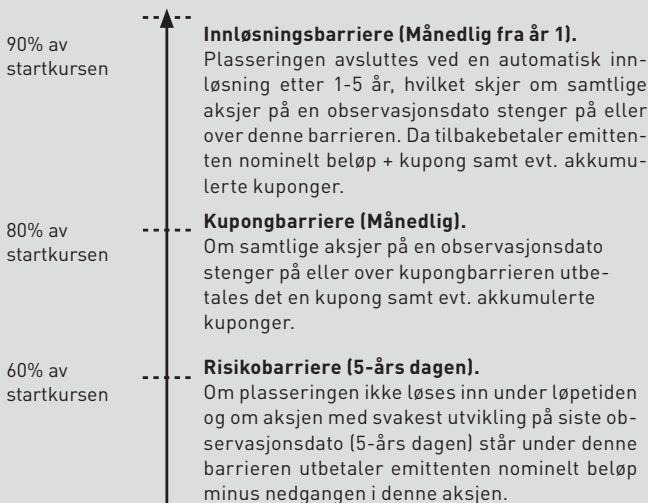 90% av
startkursen
Innløsningsbarriere (Månedlig fra år 1).
Plasseringen avsluttes ved en automatisk inn-
løsning etter 1-5 år, hvilket skjer om samtlige
aksjer på en observasjonsdato stenger på eller
over denne barrieren. Da tilbakebetaler emitten-
ten nominelt beløp + kupong samt evt. akkumu-
lerte kuponger.
80% av
startkursen
Kupongbarriere (Månedlig).
Om samtlige aksjer på en observasjonsdato
stenger på eller over kupongbarrieren utbe-
tales det en kupong samt evt. akkumulerte
kuponger.
60% av
startkursen
Risikobarriere (5-års dagen).
Om plasseringen ikke løses inn under løpetiden
og om aksjen med svakest utvikling på siste ob-
servasjonsdato (5-års dagen) står under denne
barrieren utbetaler emittenten nominelt beløp
minus nedgangen i denne aksjen.